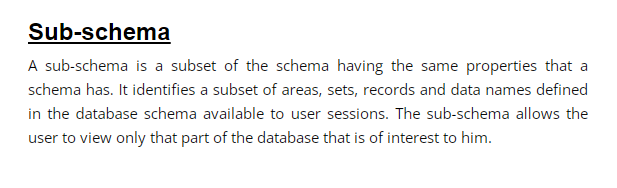 Sub-schema
A sub-schema is a subset of the schema having the same properties that a
schema has. It identifies a subset of areas, sets, records and data names defined
in the database schema available to user sessions. The sub-schema allows the
user to view only that part of the database that is of interest to him.